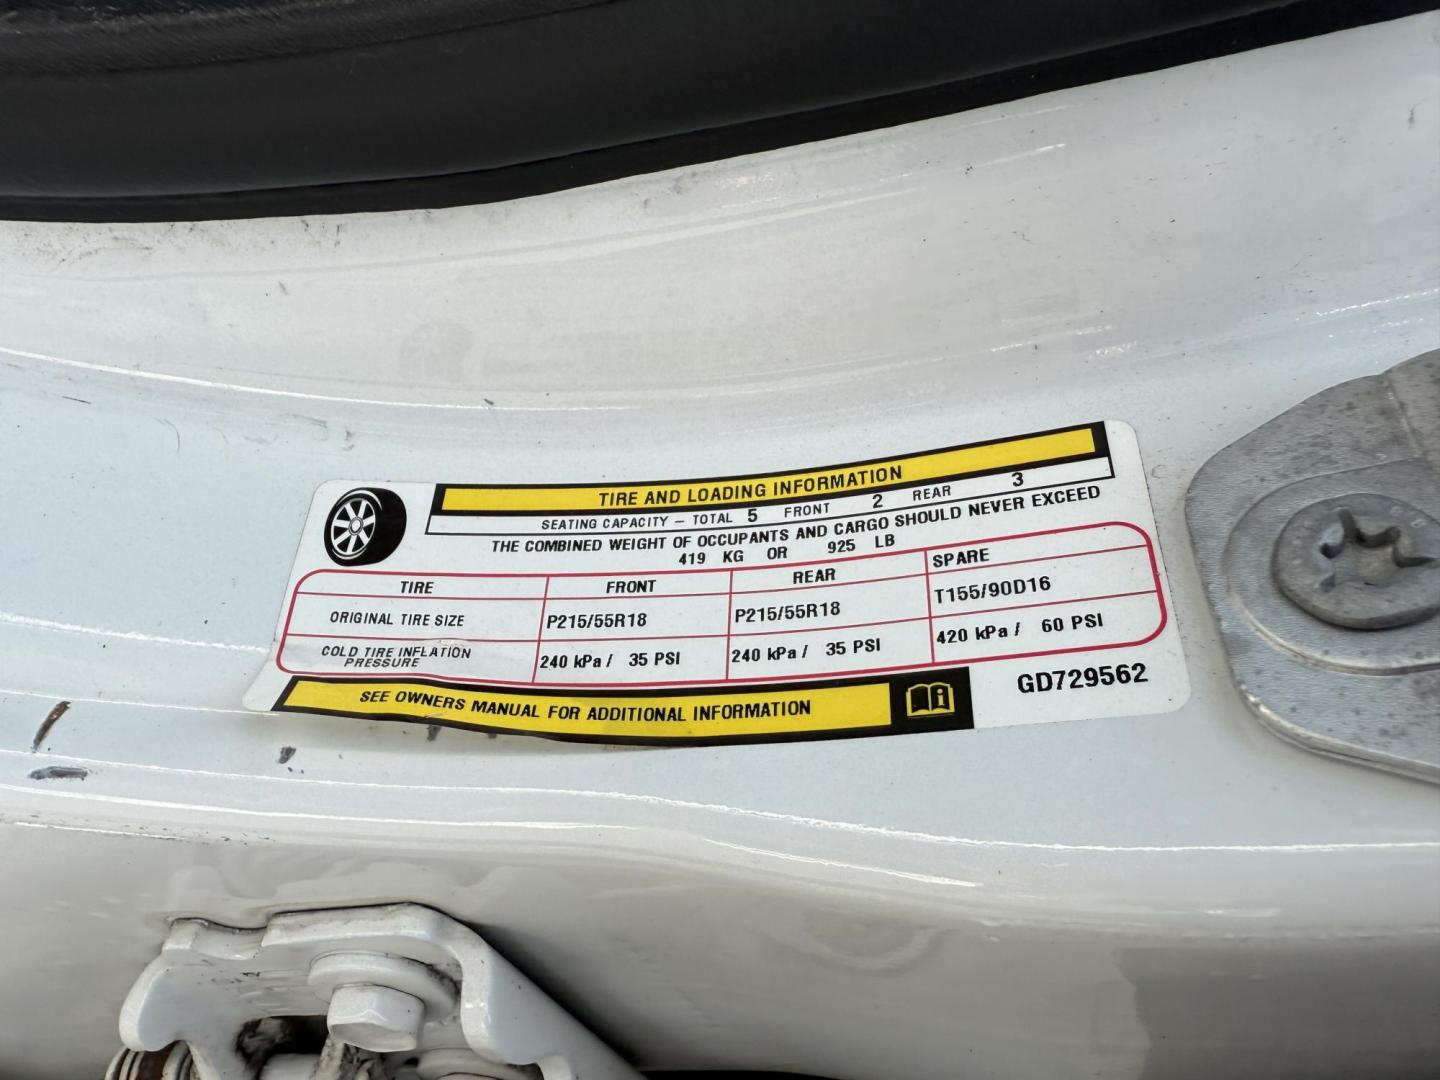 TIRE AND LOADING INFORMATION
SEATING CAPACITY – TOTAL 5 FRONT 2 REAR 3
THE COMBINED WEIGHT OF OCCUPANTS AND CARGO SHOULD NEVER EXCEED
419 KG OR 925 LB
TIRE FRONT REAR SPARE
ORIGINAL TIRE SIZE P215/55R18 P215/55R18 T155/90D16
COLD TIRE INFLATION PRESSURE 240 kPa / 35 PSI 240 kPa / 35 PSI 420 kPa / 60 PSI
SEE OWNERS MANUAL FOR ADDITIONAL INFORMATION
GD729562